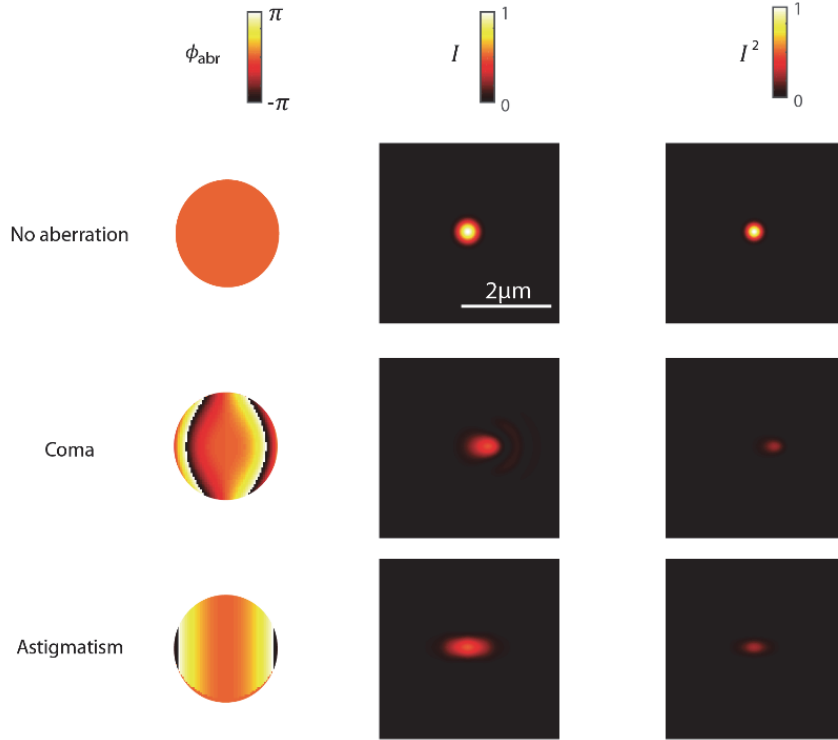 ϕabr
π
-π
I
1
0
I²
1
0
No aberration
2μm
Coma
Astigmatism